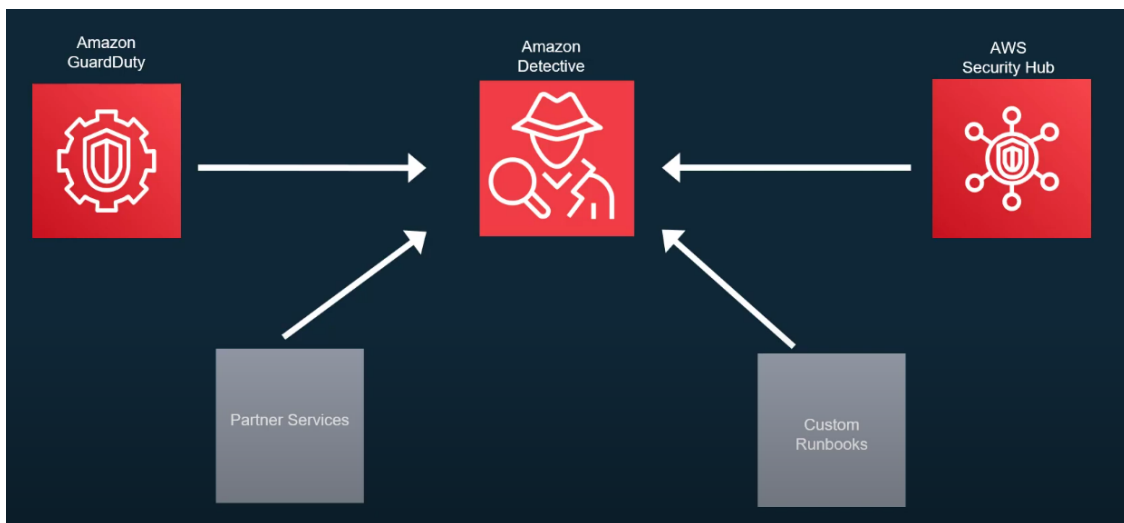 Amazon
GuardDuty
Amazon
Detective
AWS
Security Hub
Partner Services
Custom
Runbooks